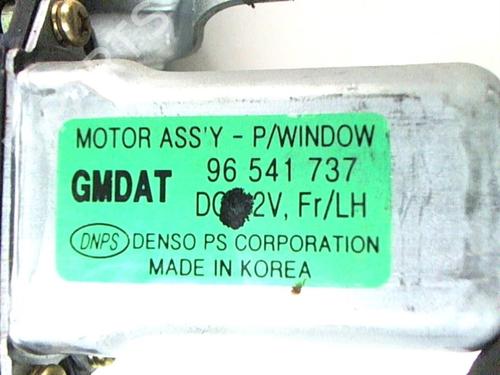 MOTOR ASS'Y - P/WINDOW
GMDAT 96 541 737
2V, Fr/LH
DNPS DENSO PS CORPORATION
MADE IN KOREA